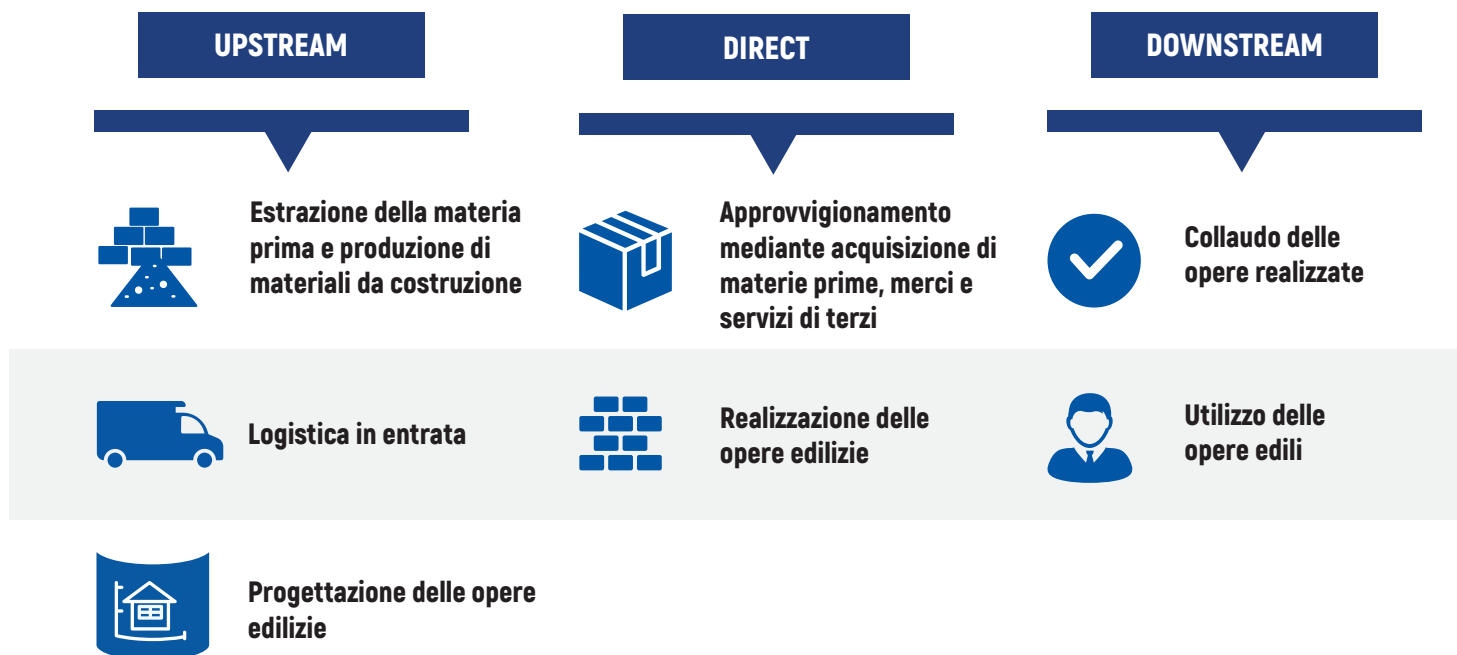 UPSTREAM
DIRECT
DOWNSTREAM
Estrazione della materia
prima e produzione di
materiali da costruzione
Approvvigionamento
mediante acquisizione di
materie prime, merci e
servizi di terzi
Collaudo delle
opere realizzate
Logistica in entrata
Realizzazione delle
opere edilizie
Utilizzo delle
opere edili
Progettazione delle opere
edilizie